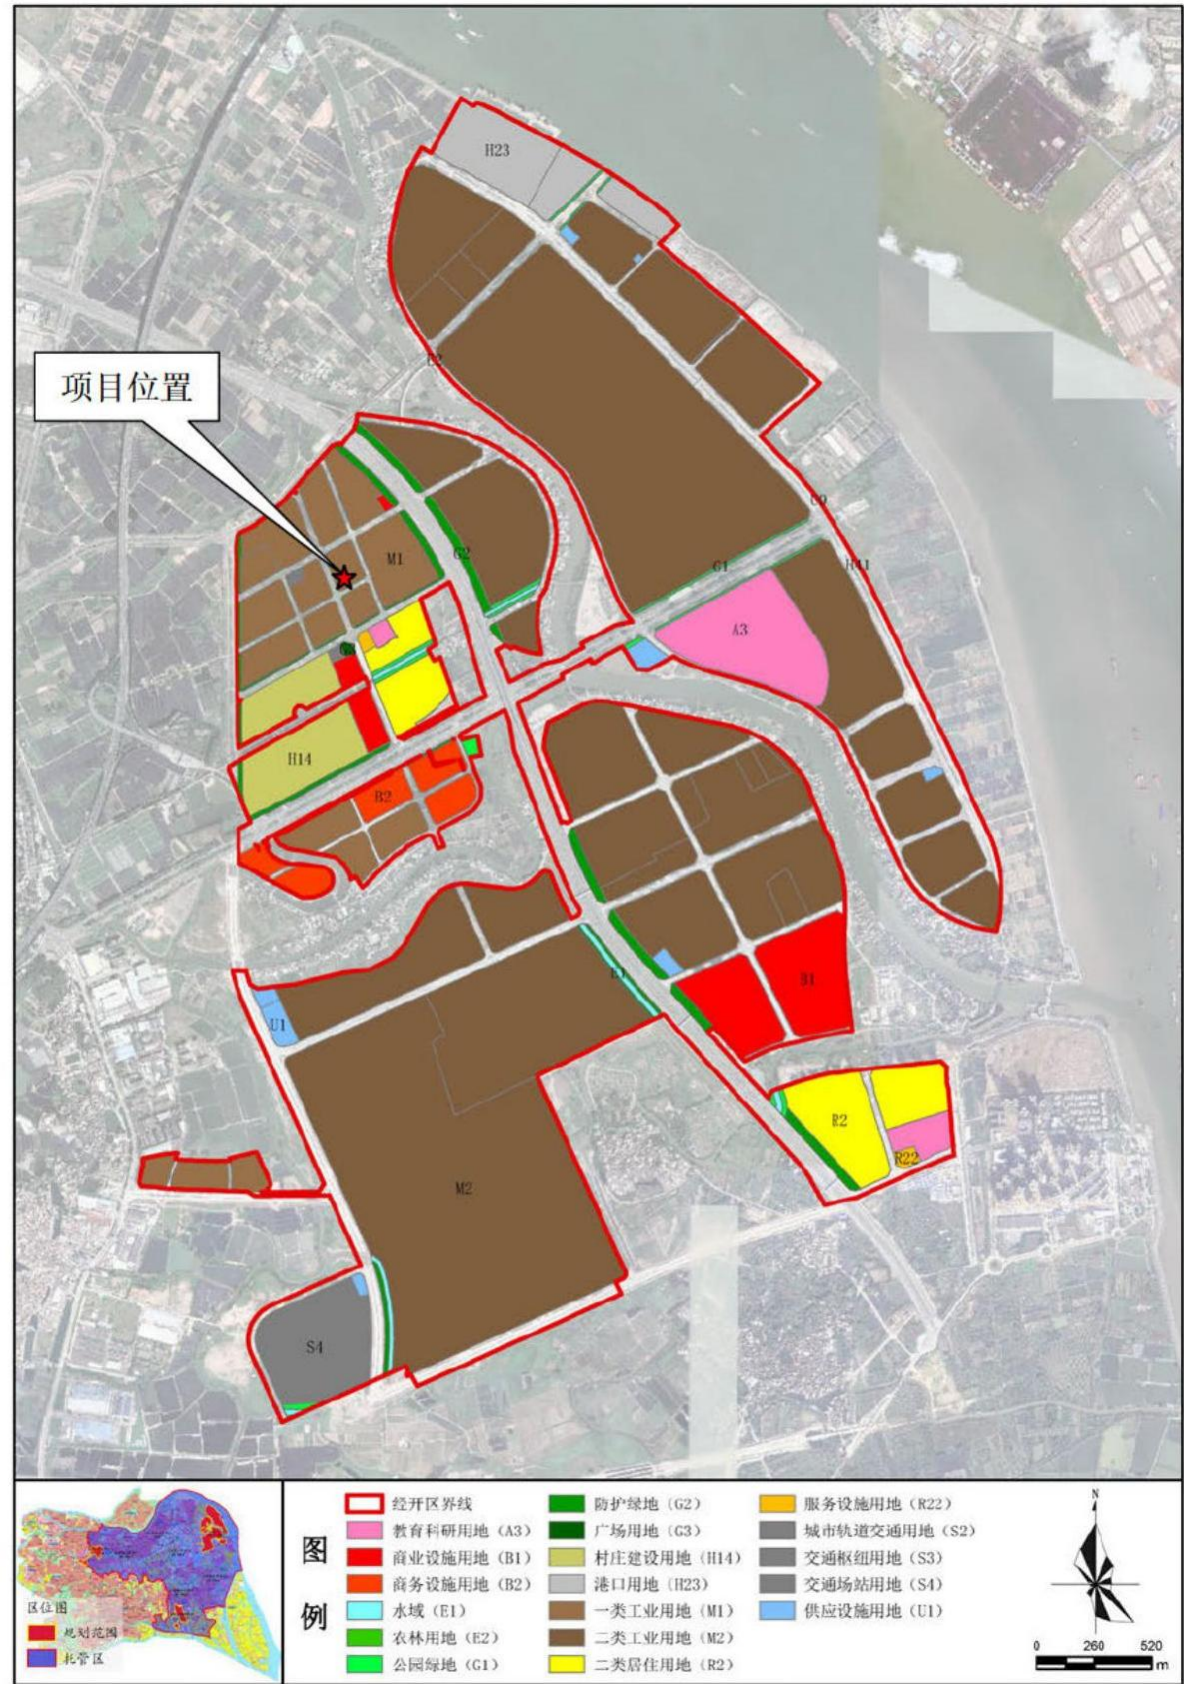 H23
E2
项目位置
U9
M1
G2
G1
H41
A3
G3
H14
B2
E1
B1
U1
R2
R22
M2
S4
区位图
规划范围
托管区
图例
经开区界线
教育科研用地（A3）
商业设施用地（B1）
商务设施用地（B2）
水域（E1）
农林用地（E2）
公园绿地（G1）
防护绿地（G2）
广场用地（G3）
村庄建设用地（H14）
港口用地（H23）
一类工业用地（M1）
二类工业用地（M2）
二类居住用地（R2）
服务设施用地（R22）
城市轨道交通用地（S2）
交通枢纽用地（S3）
交通场站用地（S4）
供应设施用地（U1）
N
0 260 520
m